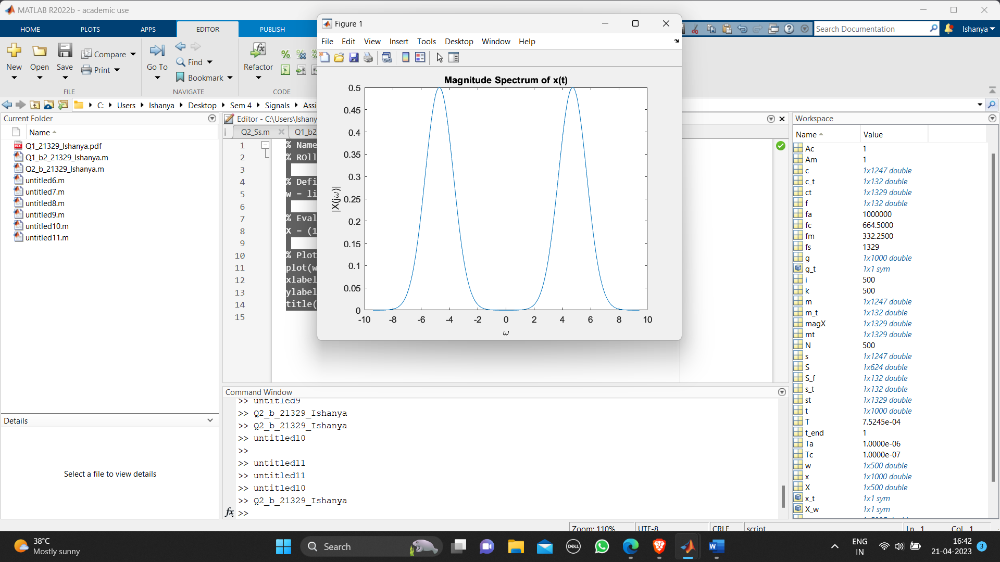 MATLAB R2022b - academic use
HOME PLOTS APPS EDITOR PUBLISH
Search Documentation
Ishanya
New Open Save Compare Print
FILE
Go To Find Bookmark
NAVIGATE
Refactor
CODE
C: Users Ishanya Desktop Sem 4 Signals
Current Folder
Name
Q1_21329_Ishanya.pdf
Q1_b2_21329_Ishanya.m
Q2_b_21329_Ishanya.m
untitled6.m
untitled7.m
untitled8.m
untitled9.m
untitled10.m
untitled11.m
Details
Select a file to view details
Editor - C:\Users\Ishany
Q2_Ss.m Q1_b2
1 % Name
2 % ROll
3
4 % Defi
5 w = li
6
7 % Eval
8 X = (1
9
10 % Plot
11 plot(w
12 xlabel
13 ylabel
14 title(
15
Figure 1
File Edit View Insert Tools Desktop Window Help
Magnitude Spectrum of x(t)
|X(jω)|
0.5
0.45
0.4
0.35
0.3
0.25
0.2
0.15
0.1
0.05
0
-10 -8 -6 -4 -2 0 2 4 6 8 10
ω
Command Window
>> untitled9
>> Q2_b_21329_Ishanya
>> Q2_b_21329_Ishanya
>> untitled10
>>
>> untitled11
>> untitled11
>> untitled10
>> Q2_b_21329_Ishanya
fx >>
Workspace
Name Value
Ac 1
Am 1
c 1x1247 double
c_t 1x132 double
ct 1x1329 double
f 1x132 double
fa 1000000
fc 664.5000
fm 332.2500
fs 1329
g 1x1000 double
g_t 1x1 sym
i 500
k 500
m 1x1247 double
m_t 1x132 double
magX 1x1329 double
mt 1x1329 double
N 500
s 1x1247 double
S 1x624 double
S_f 1x132 double
s_t 1x132 double
st 1x1329 double
t 1x1000 double
T 7.5245e-04
t_end 1
Ta 1.0000e-06
Tc 1.0000e-07
w 1x500 double
x 1x1000 double
X 1x500 double
x_t 1x1 sym
X_w 1x1 sym
Zoom: 110% UTF-8 CRLF script Ln 1 Col 1
38°C
Mostly sunny
Search
DELL
ENG
IN
16:42
21-04-2023
3